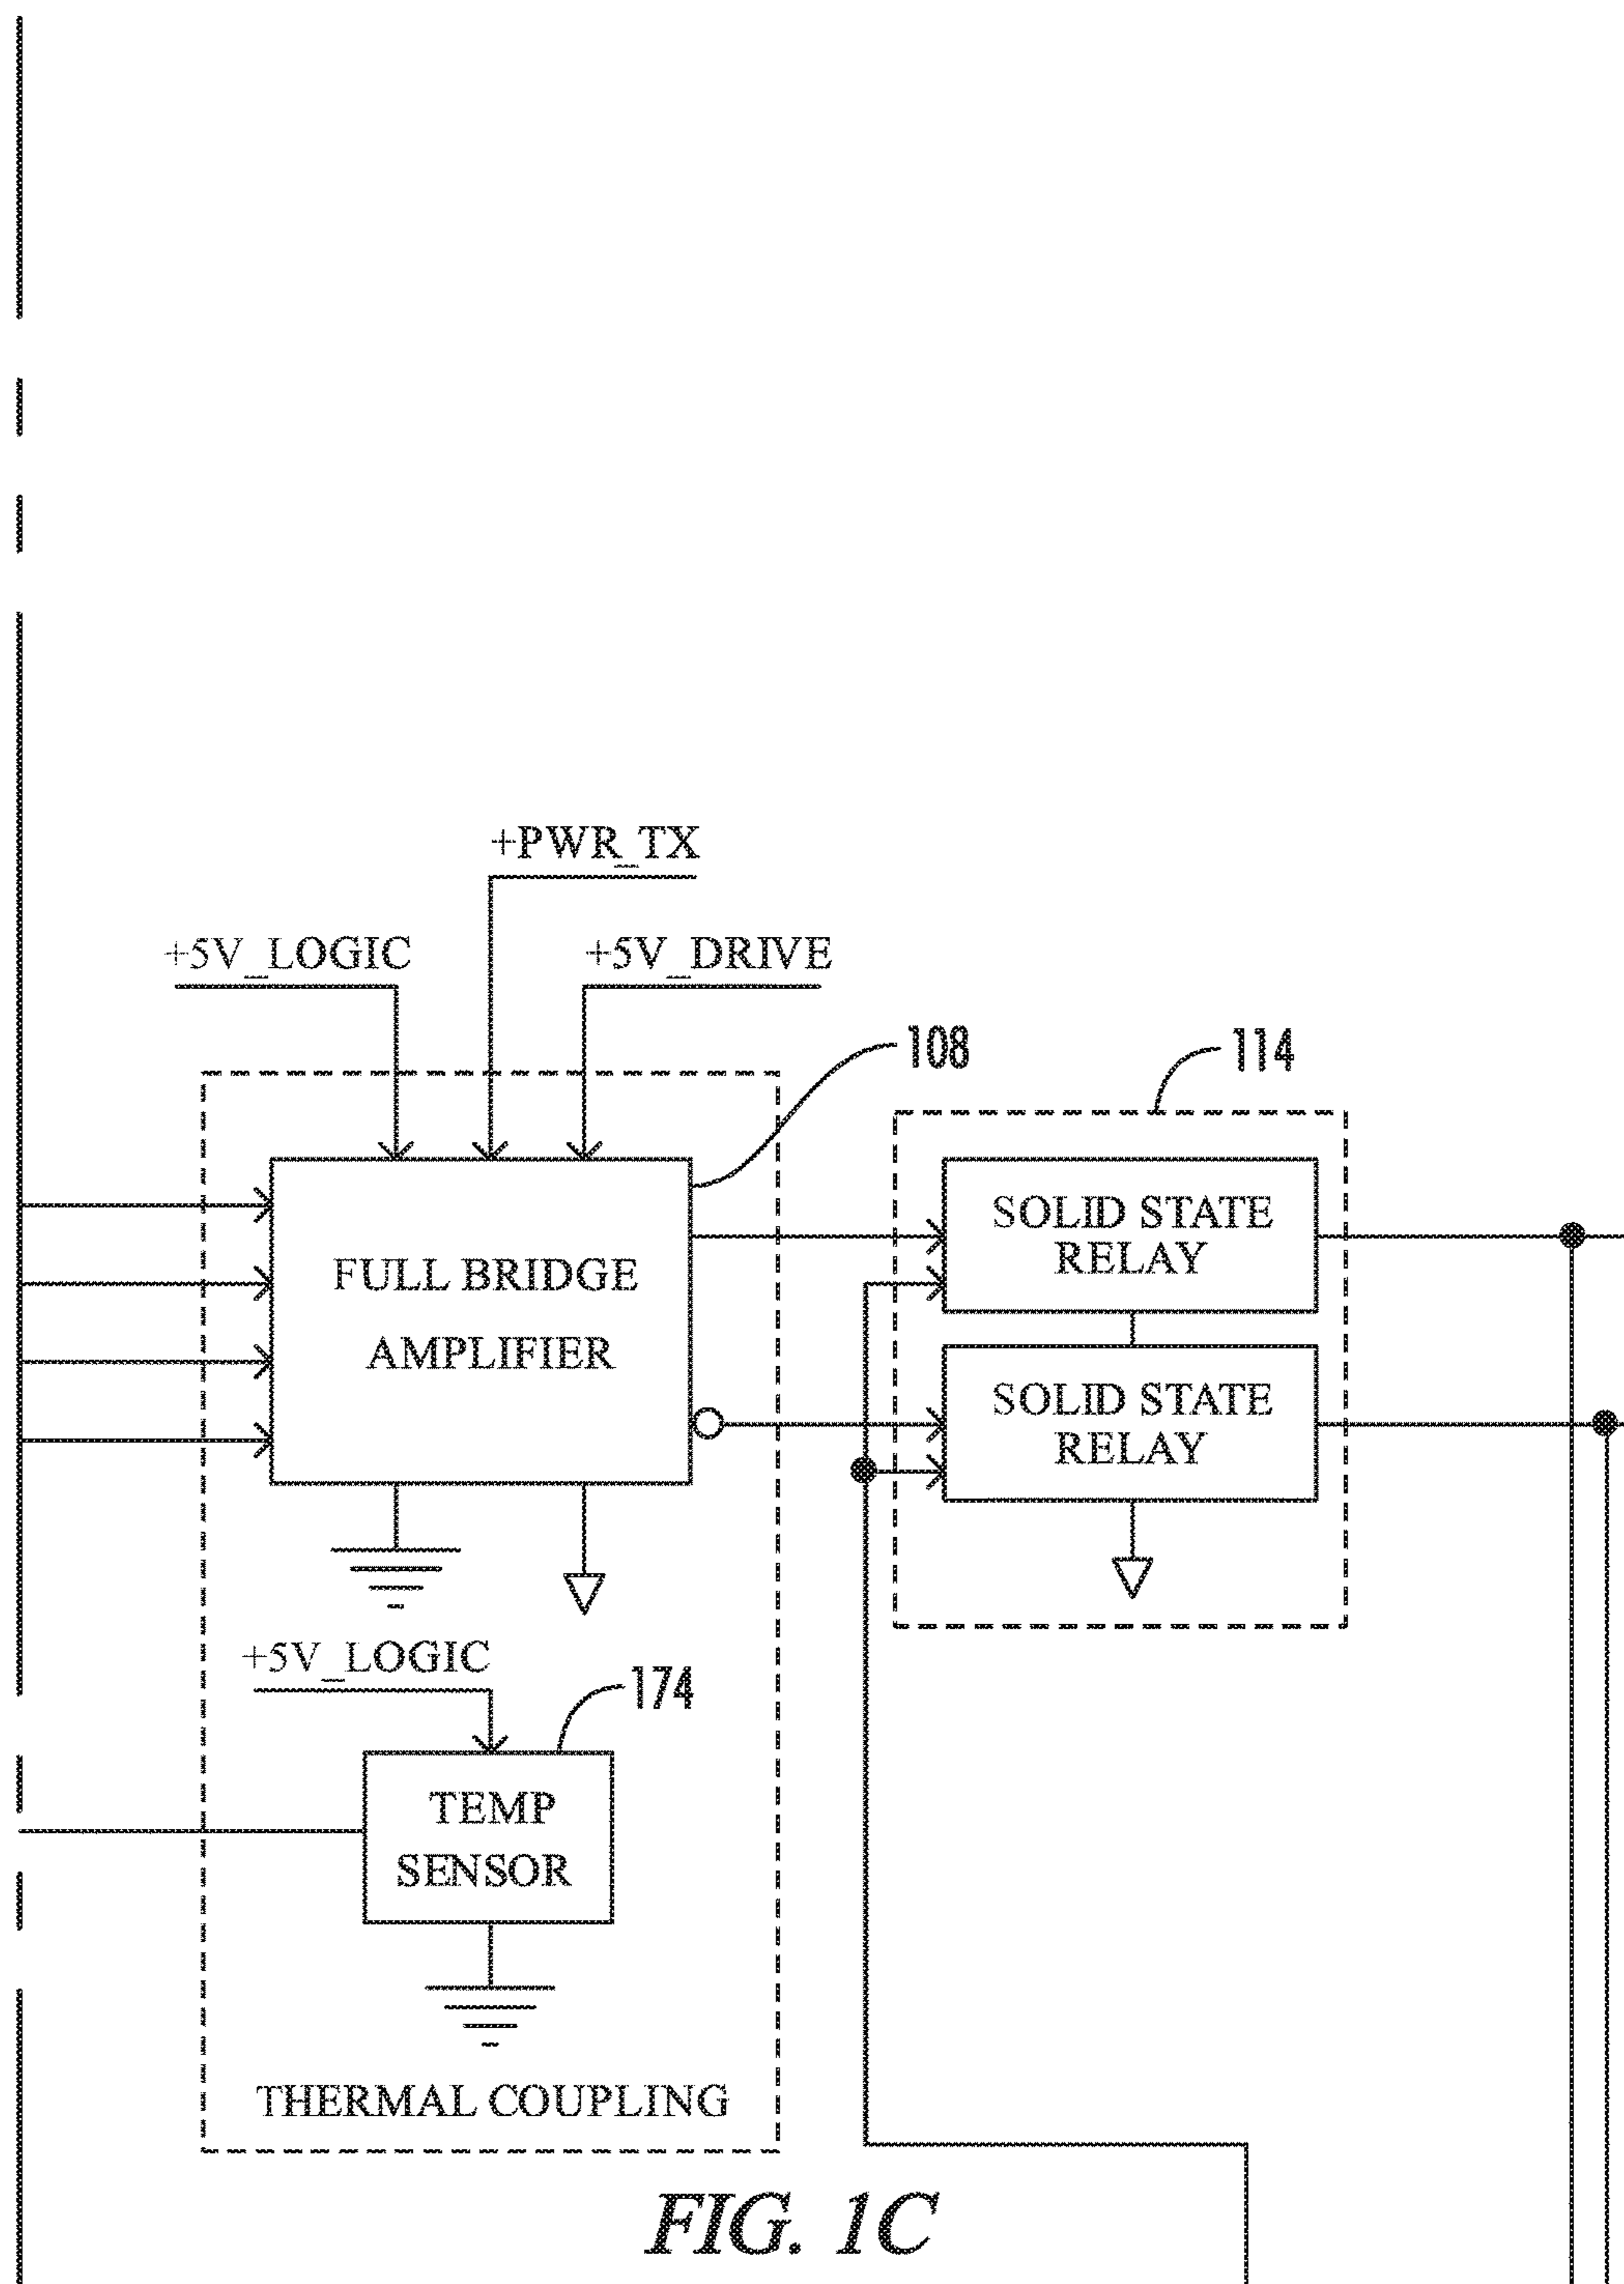 +PWR_TX
+5V_LOGIC
+5V_DRIVE
108
114
FULL BRIDGE
AMPLIFIER
SOLID STATE
RELAY
SOLID STATE
RELAY
+5V_LOGIC
174
TEMP
SENSOR
THERMAL COUPLING
FIG. 1C